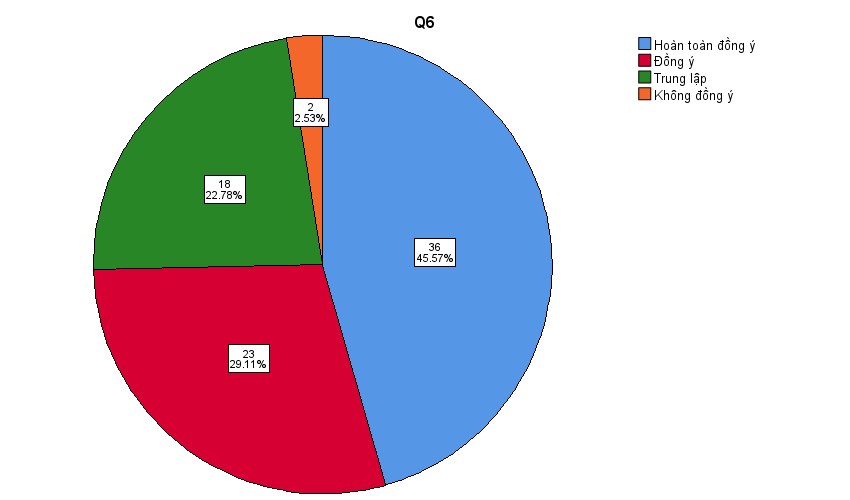 Q6
Hoàn toàn đồng ý
Đồng ý
Trung lập
Không đồng ý
2
2.53%
18
22.78%
36
45.57%
23
29.11%